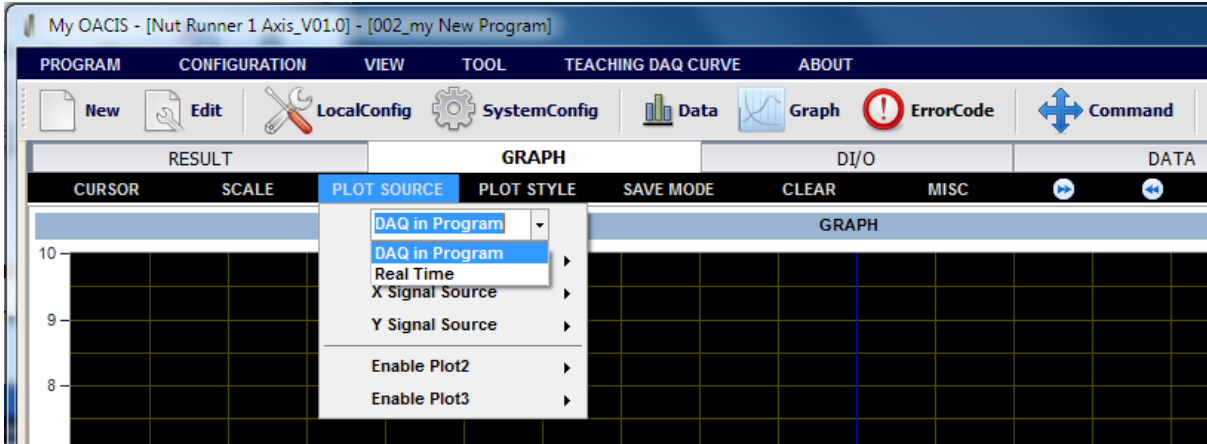 My OACIS - [Nut Runner 1 Axis_V01.0] - [002_my New Program]
PROGRAM CONFIGURATION VIEW TOOL TEACHING DAQ CURVE ABOUT
New Edit LocalConfig SystemConfig Data Graph ErrorCode Command
RESULT GRAPH DI/O DATA
CURSOR SCALE PLOT SOURCE PLOT STYLE SAVE MODE CLEAR MISC
DAQ in Program
GRAPH
DAQ in Program
Real Time
X Signal Source
Y Signal Source
Enable Plot2
Enable Plot3
10
9
8